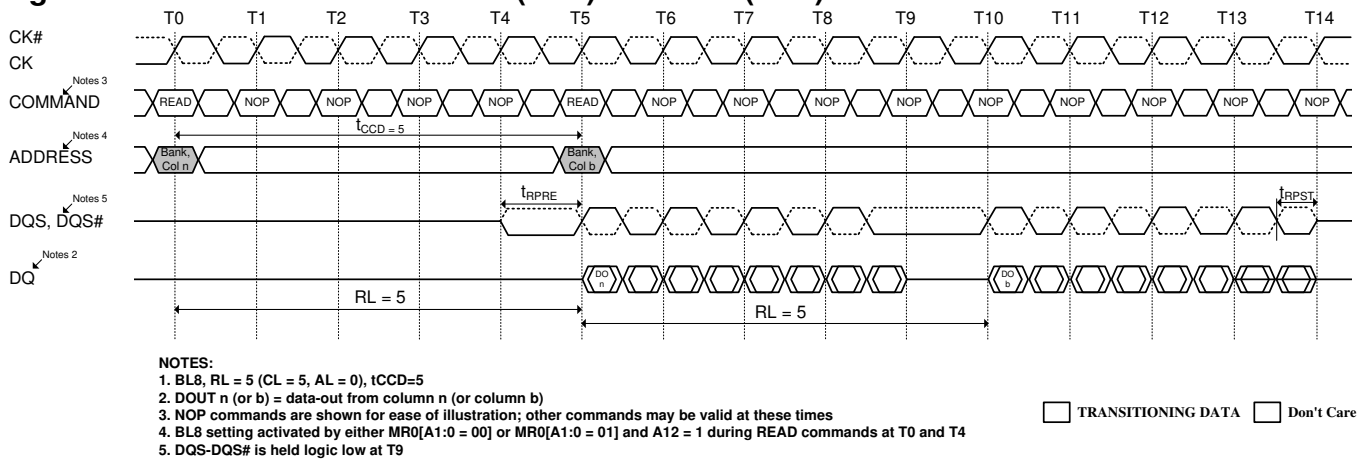 T0 T1 T2 T3 T4 T5 T6 T7 T8 T9 T10 T11 T12 T13 T14
CK#
CK
Notes 3
COMMAND READ NOP NOP NOP NOP READ NOP NOP NOP NOP NOP NOP NOP NOP NOP
tCCD = 5
Notes 4
ADDRESS Bank, Col n Bank, Col b
tRPRE
Notes 5
tRPST
DQS, DQS#
Notes 2
DQ DO n DO b
RL = 5
RL = 5
NOTES:
1. BL8, RL = 5 (CL = 5, AL = 0), tCCD=5
2. DOUT n (or b) = data-out from column n (or column b)
3. NOP commands are shown for ease of illustration; other commands may be valid at these times
4. BL8 setting activated by either MR0[A1:0 = 00] or MR0[A1:0 = 01] and A12 = 1 during READ commands at T0 and T4
5. DQS-DQS# is held logic low at T9
TRANSITIONING DATA Don't Care